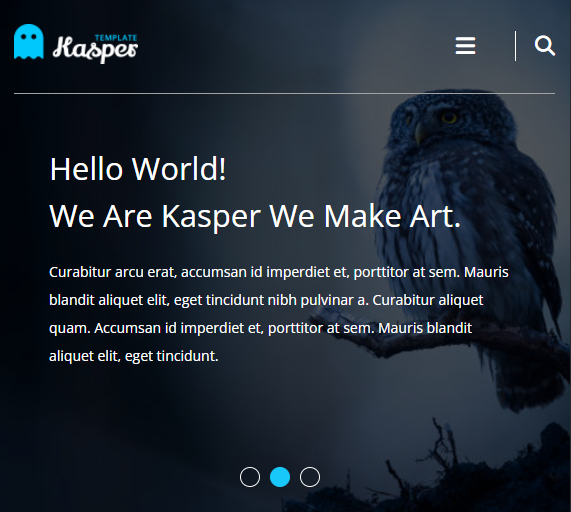 TEMPLATE
Kasper
Hello World!
We Are Kasper We Make Art.
Curabitur arcu erat, accumsan id imperdiet et, porttitor at sem. Mauris
blandit aliquet elit, eget tincidunt nibh pulvinar a. Curabitur aliquet
quam. Accumsan id imperdiet et, porttitor at sem. Mauris blandit
aliquet elit, eget tincidunt.